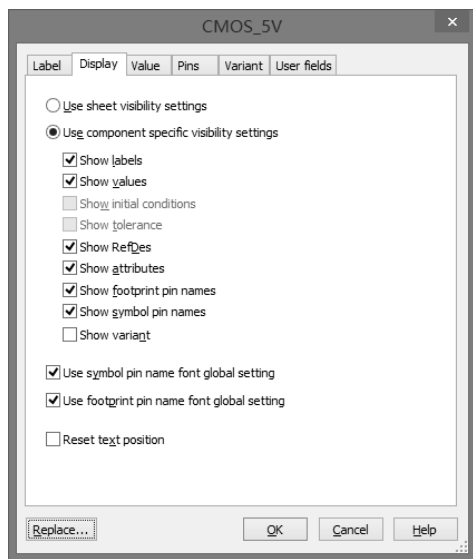 CMOS_5V
×
Label Display Value Pins Variant User fields
Use sheet visibility settings
Use component specific visibility settings
Show labels
Show values
Show initial conditions
Show tolerance
Show RefDes
Show attributes
Show footprint pin names
Show symbol pin names
Show variant
Use symbol pin name font global setting
Use footprint pin name font global setting
Reset text position
Replace... OK Cancel Help